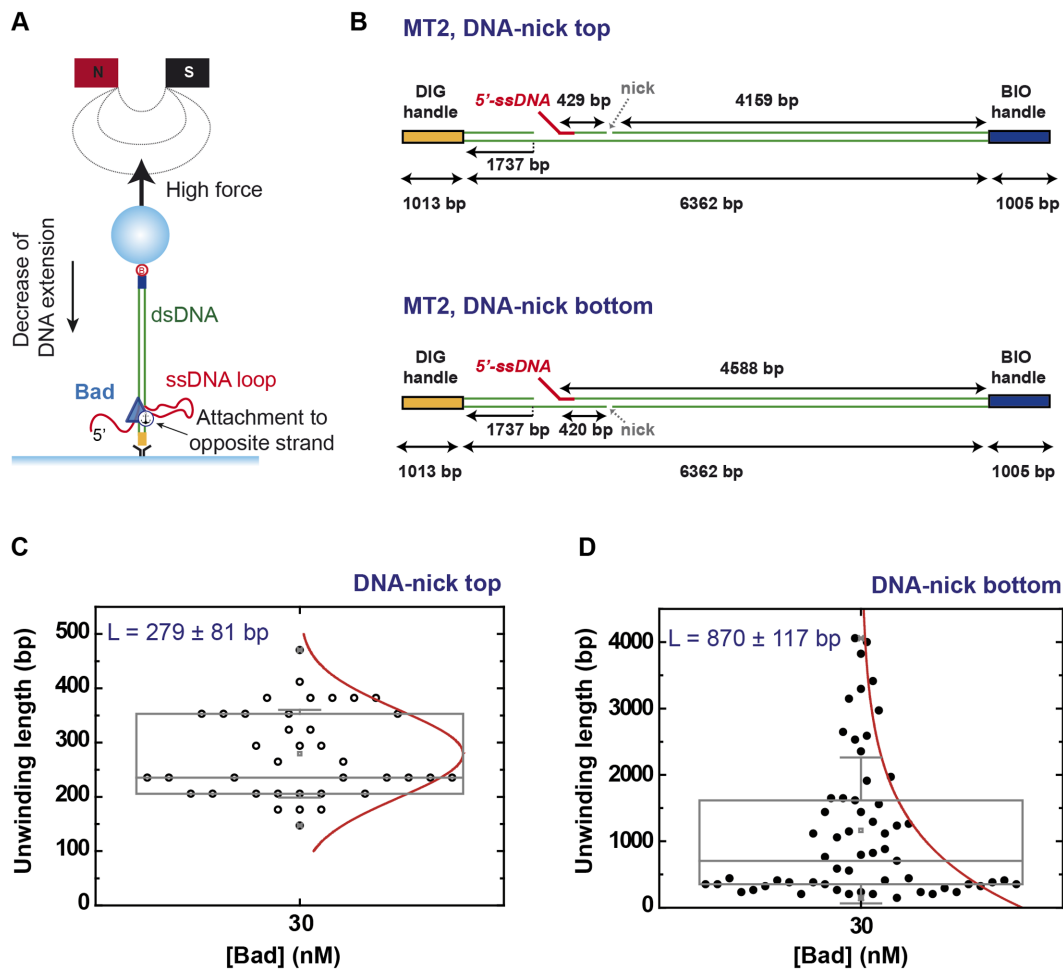 A
N
S
High force
Decrease of
DNA extension
B
dsDNA
Bad
ssDNA loop
Attachment to
opposite strand
5'
B
MT2, DNA-nick top
DIG
handle
5'-ssDNA
429 bp
nick
4159 bp
BIO
handle
1737 bp
1013 bp
6362 bp
1005 bp
MT2, DNA-nick bottom
DIG
handle
5'-ssDNA
4588 bp
BIO
handle
1737 bp
420 bp
nick
1013 bp
6362 bp
1005 bp
C
DNA-nick top
L = 279 ± 81 bp
Unwinding length (bp)
500
400
300
200
100
0
30
[Bad] (nM)
D
DNA-nick bottom
L = 870 ± 117 bp
Unwinding length (bp)
4000
3000
2000
1000
0
30
[Bad] (nM)